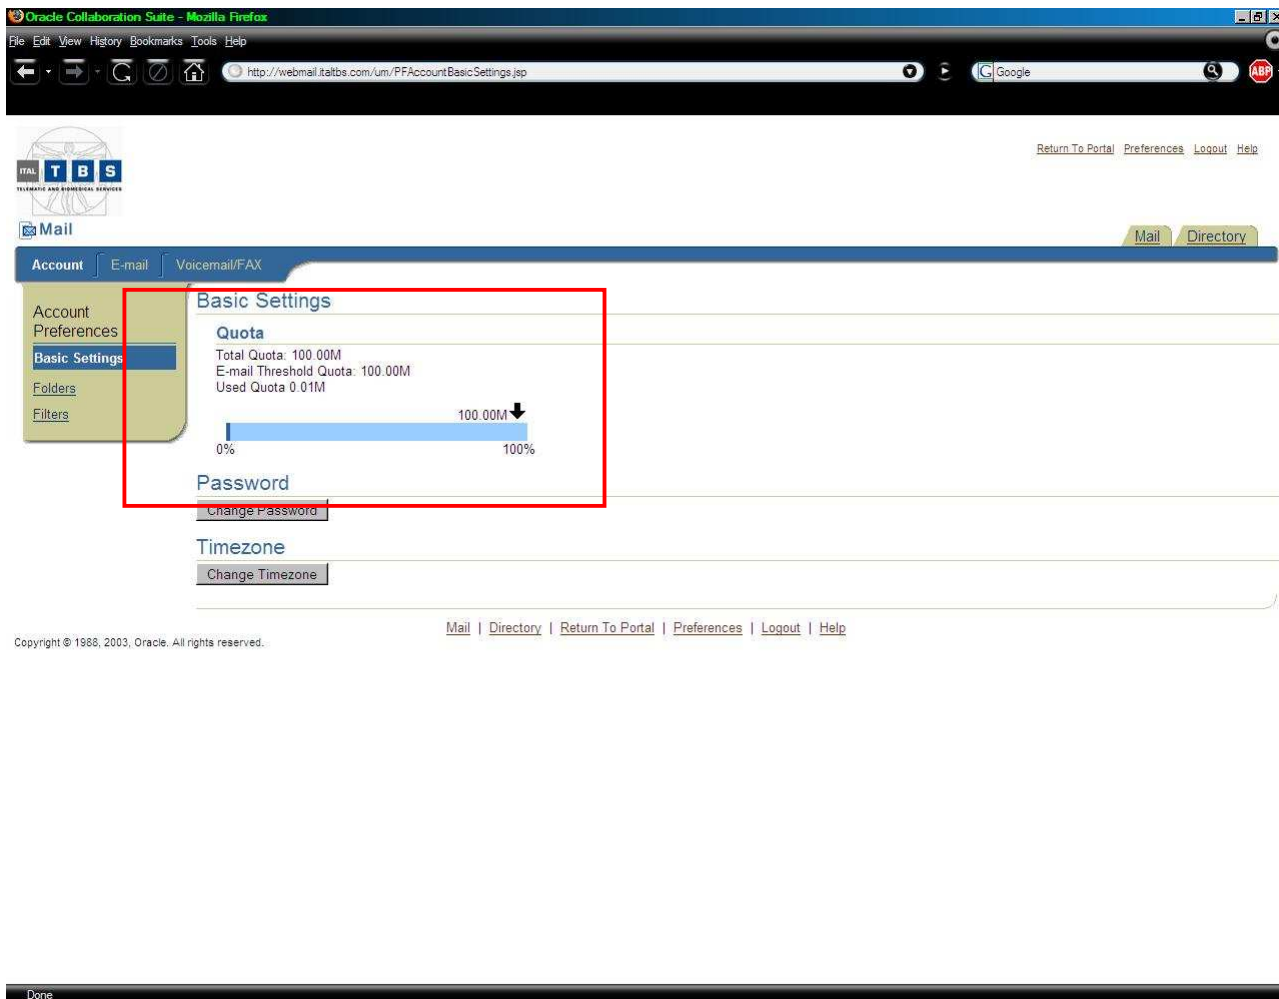 Oracle Collaboration Suite - Mozilla Firefox
File Edit View History Bookmarks Tools Help
http://webmail.italtbs.com/um/PFAccountBasicSettings.jsp
G Google
ABP
ITAL T B S
TELEMATIC AND BIOMEDICAL SERVICES
Return To Portal Preferences Logout Help
Mail
Mail Directory
Account E-mail Voicemail/FAX
Account
Preferences
Basic Settings
Folders
Filters
Basic Settings
Quota
Total Quota: 100.00M
E-mail Threshold Quota: 100.00M
Used Quota 0.01M
100.00M
0% 100%
Password
Change Password
Timezone
Change Timezone
Mail | Directory | Return To Portal | Preferences | Logout | Help
Copyright © 1988, 2003, Oracle. All rights reserved.
Done